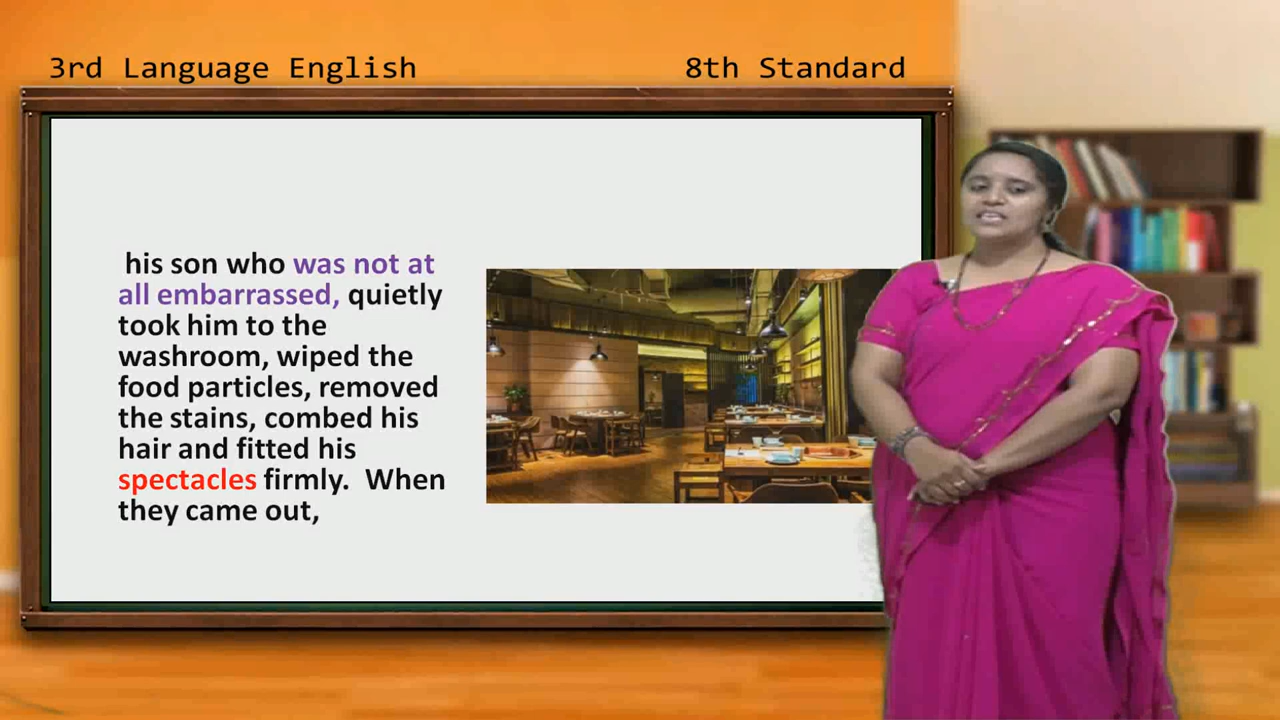 3rd Language English
8th Standard
his son who was not at
all embarrassed, quietly
took him to the
washroom, wiped the
food particles, removed
the stains, combed his
hair and fitted his
spectacles firmly.  When
they came out,